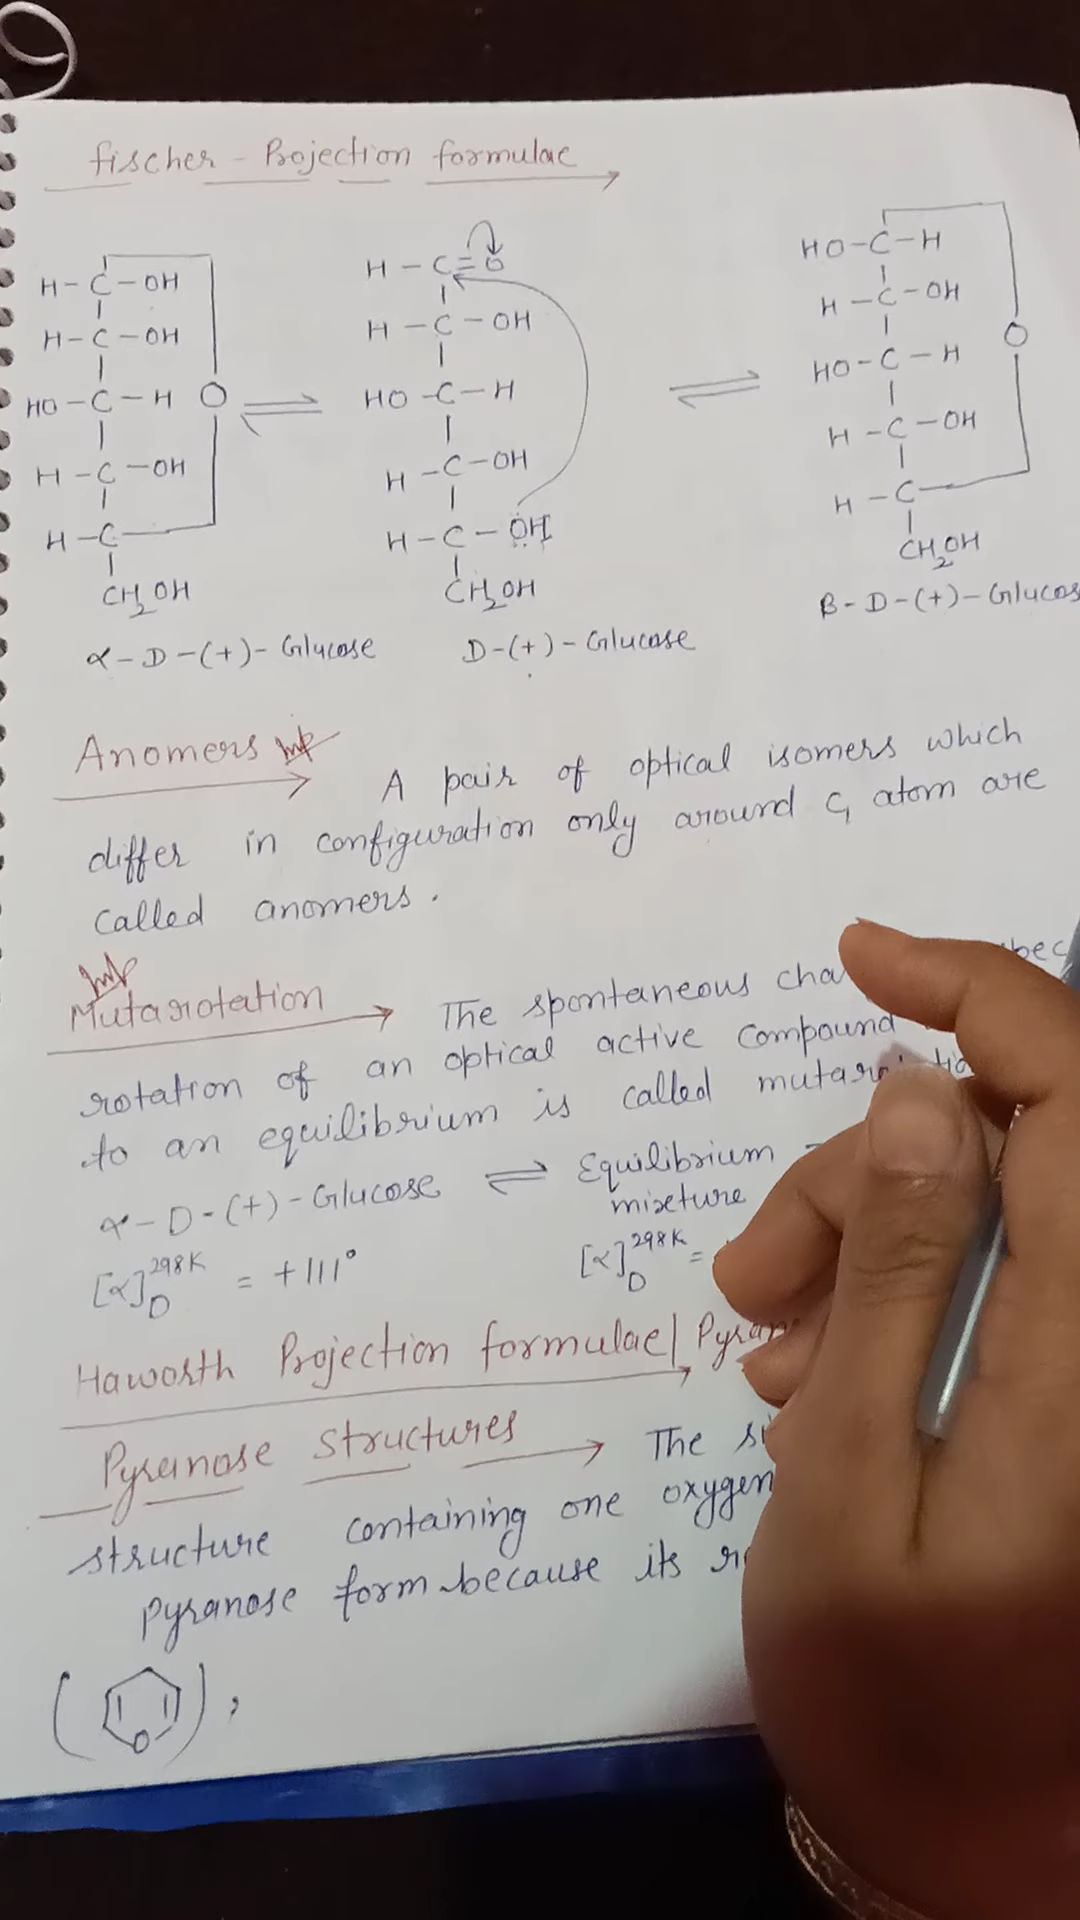 Fischer - Projection formulae
H - C - OH
H - C - OH
HO - C - H O
H - C - OH
H - C
CH2OH
α - D - (+) - Glucose
H - C = O
H - C - OH
HO - C - H
H - C - OH
H - C - OH
CH2OH
D - (+) - Glucose
HO - C - H
H - C - OH
HO - C - H O
H - C - OH
H - C
CH2OH
β - D - (+) - Glucos
Anomers Imp
A pair of optical isomers which
differ in configuration only around C1 atom are
called anomers.
Imp
Mutarotation → The spontaneous
rotation of an optical active compound
to an equilibrium is called
α - D - (+) - Glucose ⇌ Equilibrium
mixture
[α]D298K = +111° [α]D298K =
Haworth Projection formulae |
Pyranose Structures → The
structure containing one oxygen
pyranose form because its
( O ),